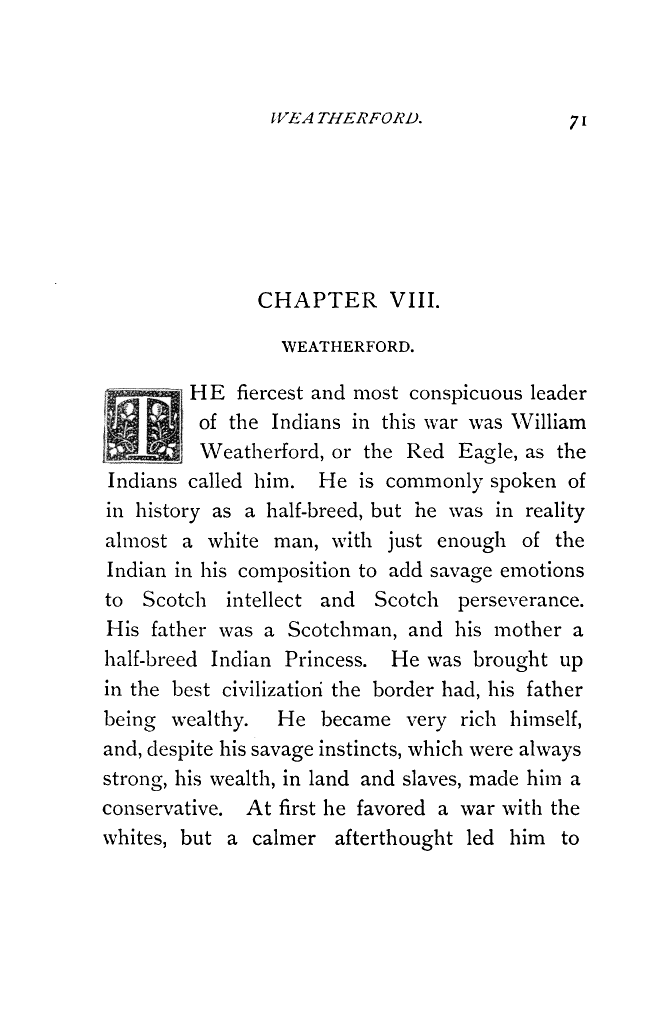 WEATHERFORD. 71
CHAPTER VIII.
WEATHERFORD.
THE fiercest and most conspicuous leader
of the Indians in this war was William
Weatherford, or the Red Eagle, as the
Indians called him. He is commonly spoken of
in history as a half-breed, but he was in reality
almost a white man, with just enough of the
Indian in his composition to add savage emotions
to Scotch intellect and Scotch perseverance.
His father was a Scotchman, and his mother a
half-breed Indian Princess. He was brought up
in the best civilization the border had, his father
being wealthy. He became very rich himself,
and, despite his savage instincts, which were always
strong, his wealth, in land and slaves, made him a
conservative. At first he favored a war with the
whites, but a calmer afterthought led him to